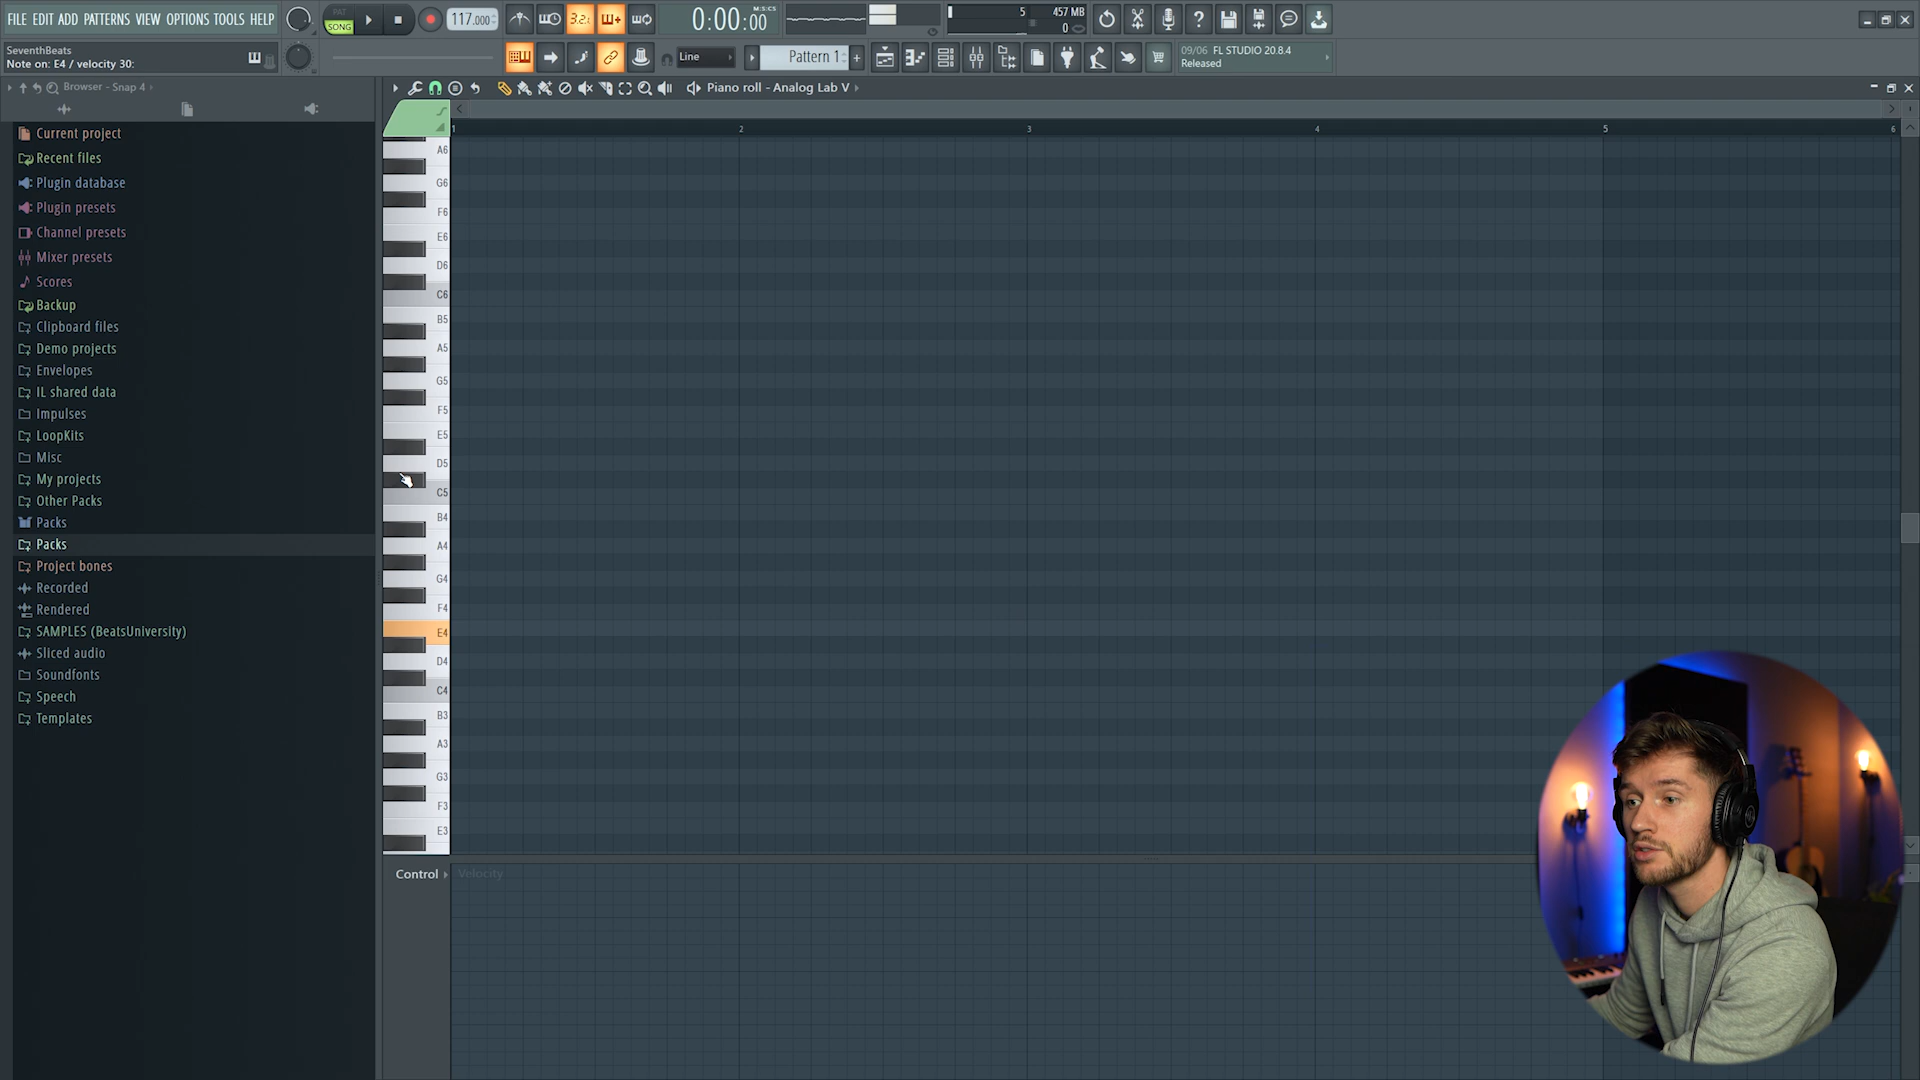 FILE EDIT ADD PATTERNS VIEW OPTIONS TOOLS HELP
PAT
SONG
117.000
3.2.
0:00:00
M:S:CS
5
457 MB
0
SeventhBeats
Note on: E4 / velocity 30:
Line
Pattern 1
09/06 FL STUDIO 20.8.4
Released
Browser - Snap 4
Piano roll - Analog Lab V
Current project
Recent files
Plugin database
Plugin presets
Channel presets
Mixer presets
Scores
Backup
Clipboard files
Demo projects
Envelopes
IL shared data
Impulses
LoopKits
Misc
My projects
Other Packs
Packs
Packs
Project bones
Recorded
Rendered
SAMPLES (BeatsUniversity)
Sliced audio
Soundfonts
Speech
Templates
1 2 3 4 5 6
A6
G6
F6
E6
D6
C6
B5
A5
G5
F5
E5
D5
C5
B4
A4
G4
F4
E4
D4
C4
B3
A3
G3
F3
E3
Control
Velocity